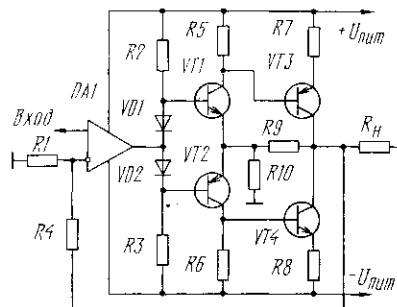 R5
R7
+Uпит
R2
VT1
VT3
DA1
VD1
Вход
R1
VT2
R9
Rн
VD2
R10
R4
R3
R6
VT4
R8
-Uпит